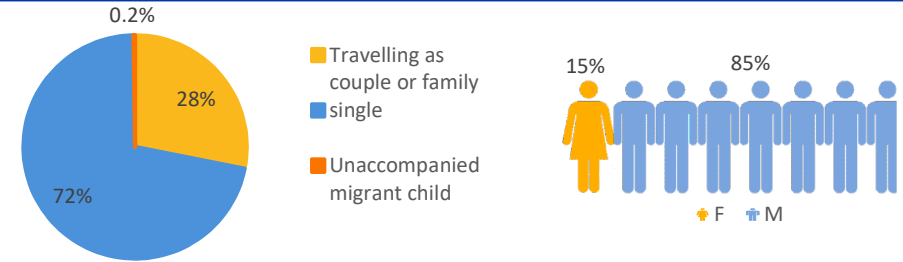 0.2%
28%
72%
Travelling as
couple or family
single
Unaccompanied
migrant child
15%
85%
F
M